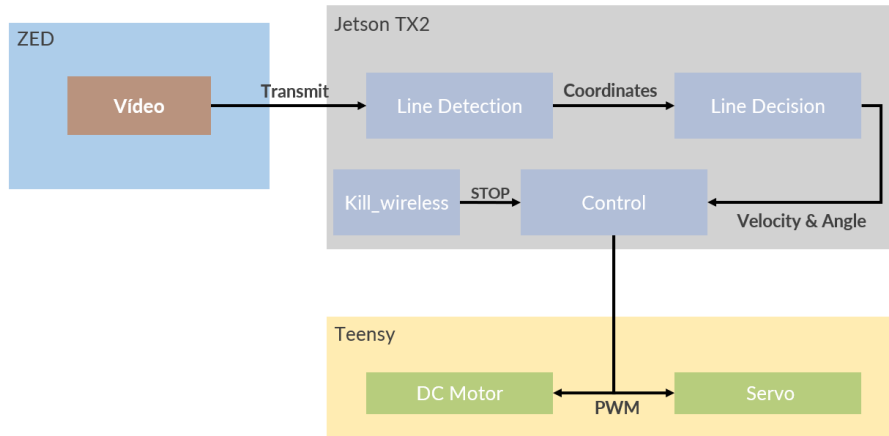 ZED
Jetson TX2
Vídeo
Transmit
Line Detection
Coordinates
Line Decision
Kill_wireless
STOP
Control
Velocity & Angle
Teensy
DC Motor
PWM
Servo